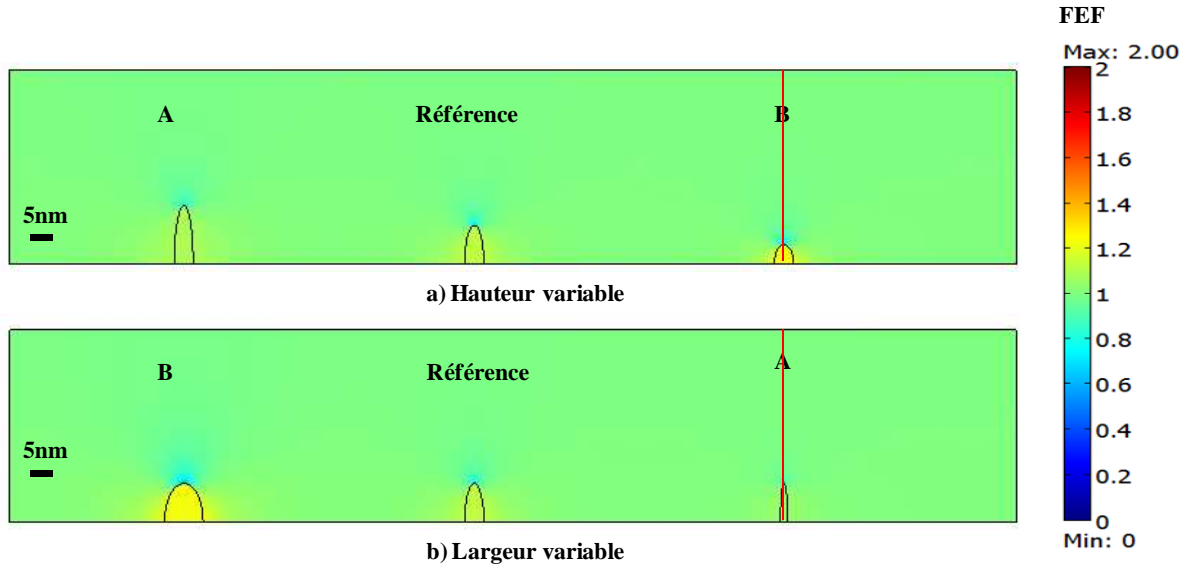 FEF
Max: 2.00
A
Référence
B
5nm
a) Hauteur variable
B
Référence
A
5nm
b) Largeur variable
2
1.8
1.6
1.4
1.2
1
0.8
0.6
0.4
0.2
0
Min: 0